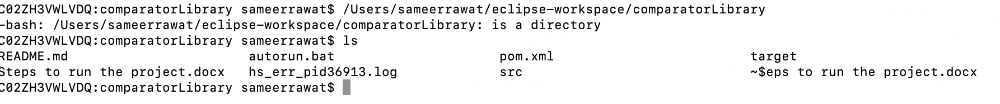 C02ZH3VWLVDQ:comparatorLibrary sameerrawat$ /Users/sameerrawat/eclipse-workspace/comparatorLibrary
-bash: /Users/sameerrawat/eclipse-workspace/comparatorLibrary: is a directory
C02ZH3VWLVDQ:comparatorLibrary sameerrawat$ ls
README.md autorun.bat pom.xml target
Steps to run the project.docx hs_err_pid36913.log src ~$eps to run the project.docx
C02ZH3VWLVDQ:comparatorLibrary sameerrawat$